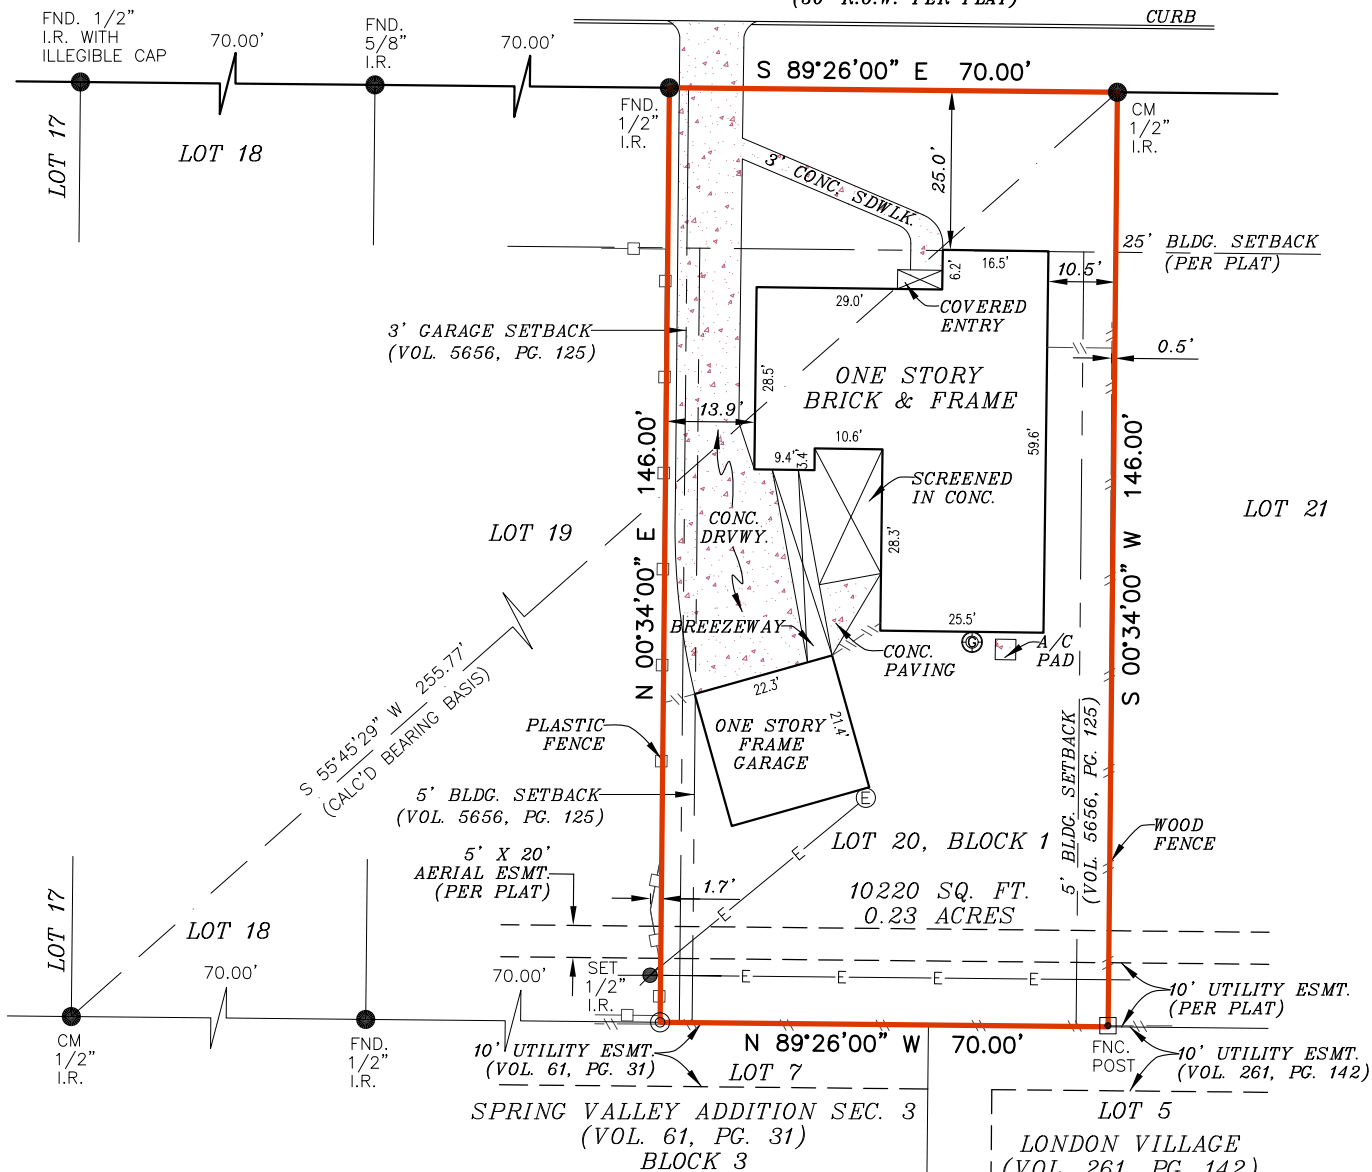 (50' R.O.W. PER PLAT)
CURB
FND. 1/2"
I.R. WITH
ILLEGIBLE CAP
70.00'
FND.
5/8"
I.R.
70.00'
S 89°26'00" E 70.00'
FND.
1/2"
I.R.
CM
1/2"
I.R.
LOT 17
LOT 18
3' CONC. SDWLK.
25.0'
25' BLDG. SETBACK
(PER PLAT)
6.2'
16.5'
10.5'
29.0'
COVERED
ENTRY
3' GARAGE SETBACK
(VOL. 5656, PG. 125)
0.5'
28.5'
ONE STORY
BRICK & FRAME
13.9'
10.6'
59.6'
9.4'
3.4'
SCREENED
IN CONC.
N 00°34'00" E 146.00'
S 00°34'00" W 146.00'
LOT 19
LOT 21
CONC.
DRVWY.
28.3'
25.5'
BREEZEWAY
G
A/C
PAD
CONC.
PAVING
S 55°45'29" W 255.77'
(CALC'D BEARING BASIS)
22.3'
21.4'
PLASTIC
FENCE
ONE STORY
FRAME
GARAGE
5' BLDG. SETBACK
(VOL. 5656, PG. 125)
5' BLDG. SETBACK
(VOL. 5656, PG. 125)
E
WOOD
FENCE
LOT 20, BLOCK 1
E
5' X 20'
AERIAL ESMT.
(PER PLAT)
1.7'
10220 SQ. FT.
0.23 ACRES
E
LOT 17
LOT 18
70.00'
70.00'
SET
1/2"
I.R.
E E E E
10' UTILITY ESMT.
(PER PLAT)
CM
1/2"
I.R.
FND.
1/2"
I.R.
10' UTILITY ESMT.
(VOL. 61, PG. 31)
N 89°26'00" W 70.00'
FNC.
POST
10' UTILITY ESMT.
(VOL. 261, PG. 142)
LOT 7
SPRING VALLEY ADDITION SEC. 3
(VOL. 61, PG. 31)
BLOCK 3
LOT 5
LONDON VILLAGE
(VOL. 261, PG. 142)